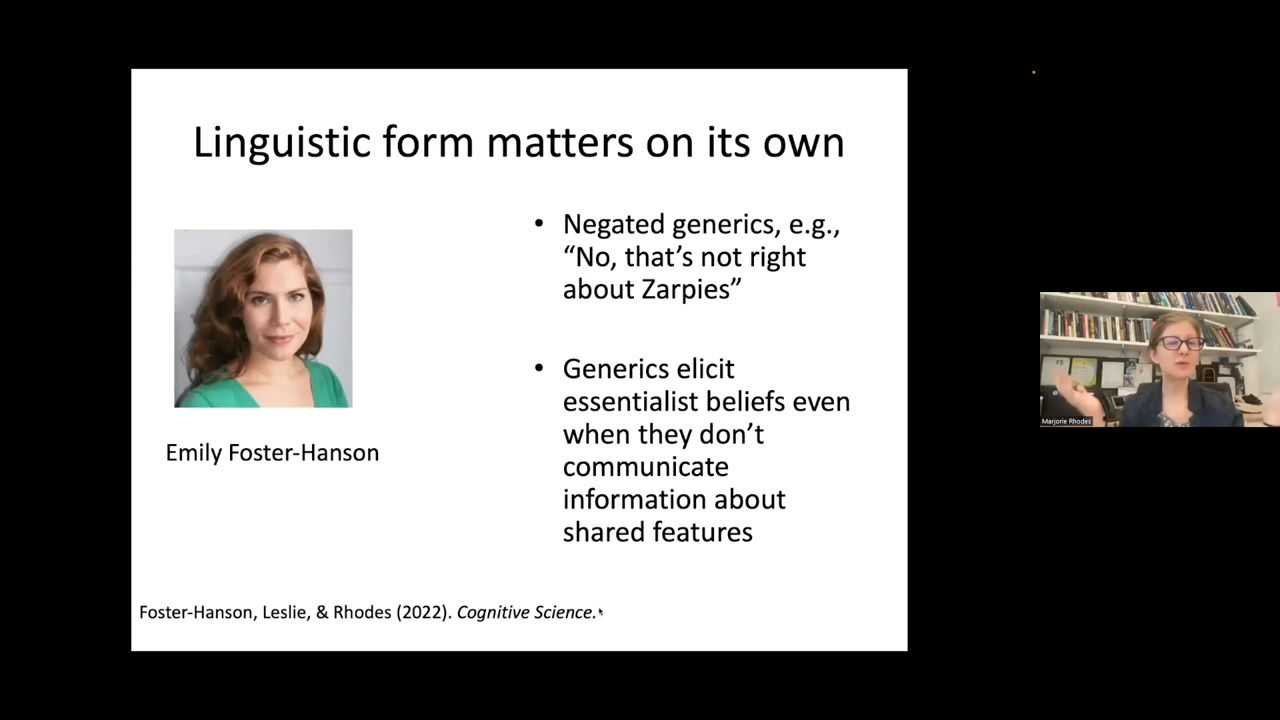 Linguistic form matters on its own
• Negated generics, e.g.,
“No, that’s not right
about Zarpies”
• Generics elicit
essentialist beliefs even
when they don’t
communicate
information about
shared features
Emily Foster-Hanson
Foster-Hanson, Leslie, & Rhodes (2022). Cognitive Science.
Marjorie Rhodes